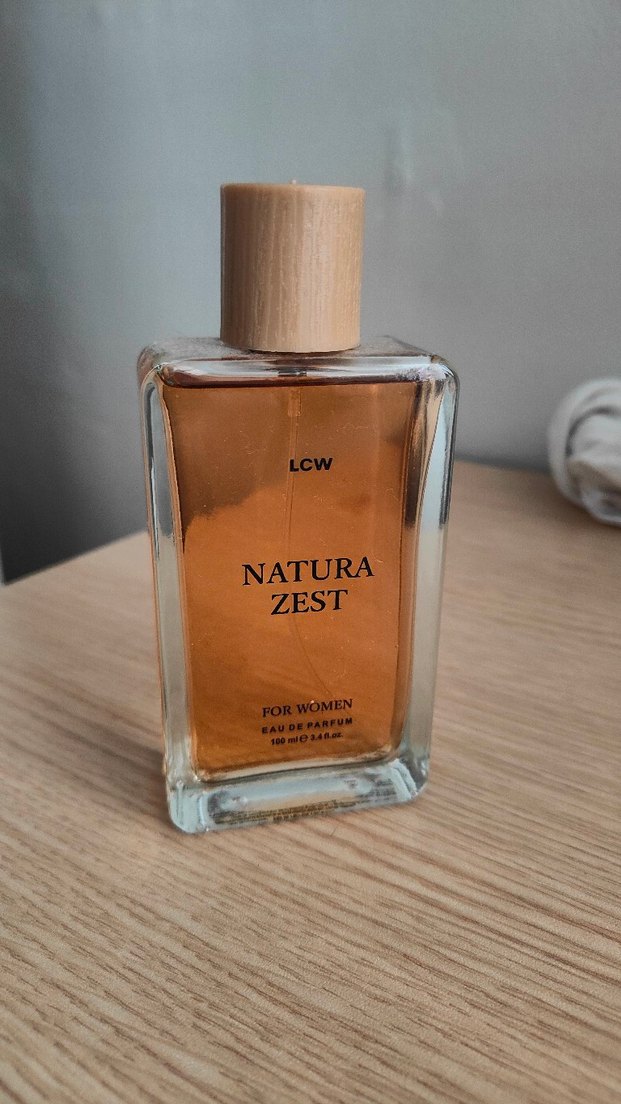 LCW
NATURA
ZEST
FOR WOMEN
EAU DE PARFUM
100 ml ℮ 3.4 fl.oz.